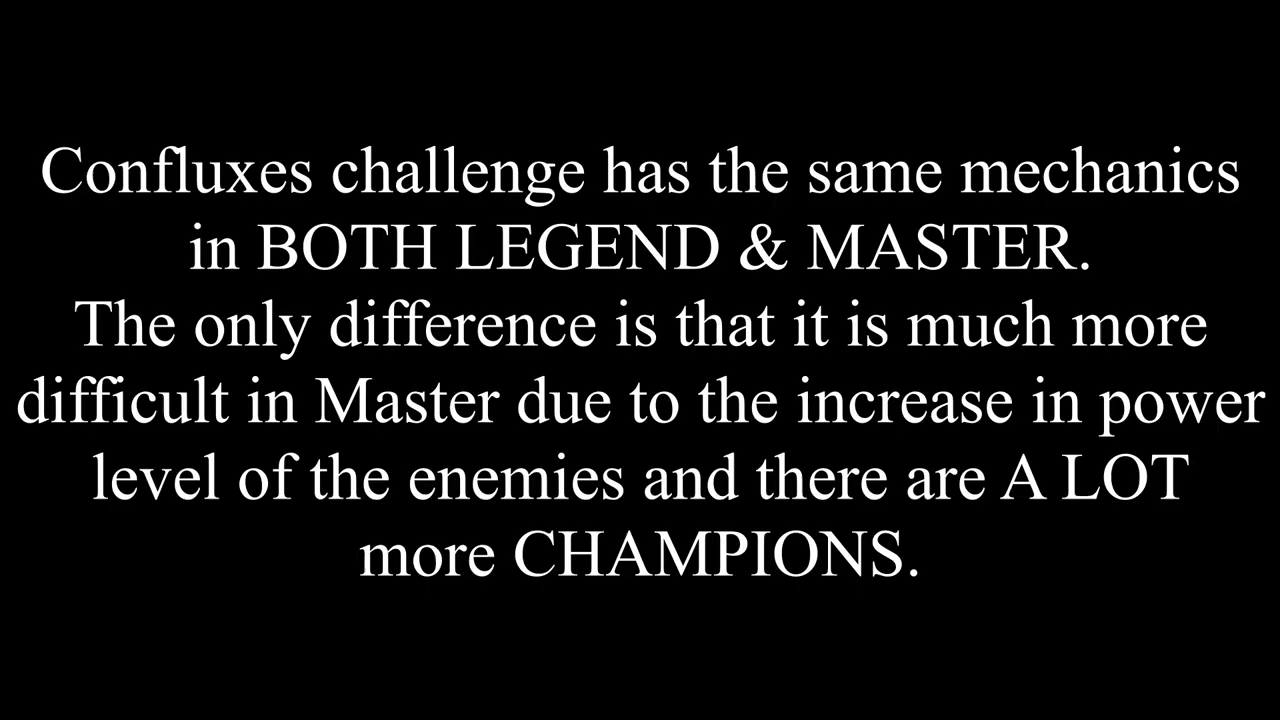 Confluxes challenge has the same mechanics
in BOTH LEGEND & MASTER.
The only difference is that it is much more
difficult in Master due to the increase in power
level of the enemies and there are A LOT
more CHAMPIONS.